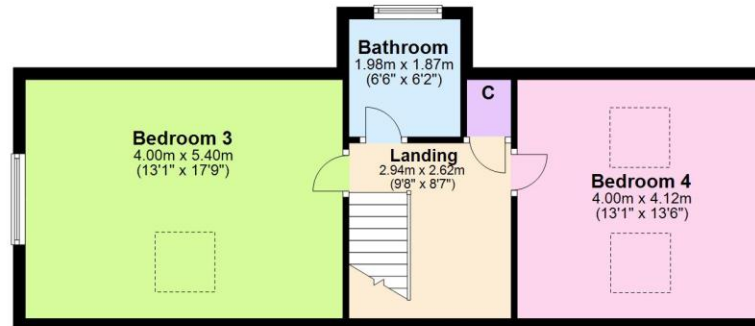 Bathroom
1.98m x 1.87m
(6'6" x 6'2")
C
Bedroom 3
4.00m x 5.40m
(13'1" x 17'9")
Landing
2.94m x 2.62m
(9'8" x 8'7")
Bedroom 4
4.00m x 4.12m
(13'1" x 13'6")